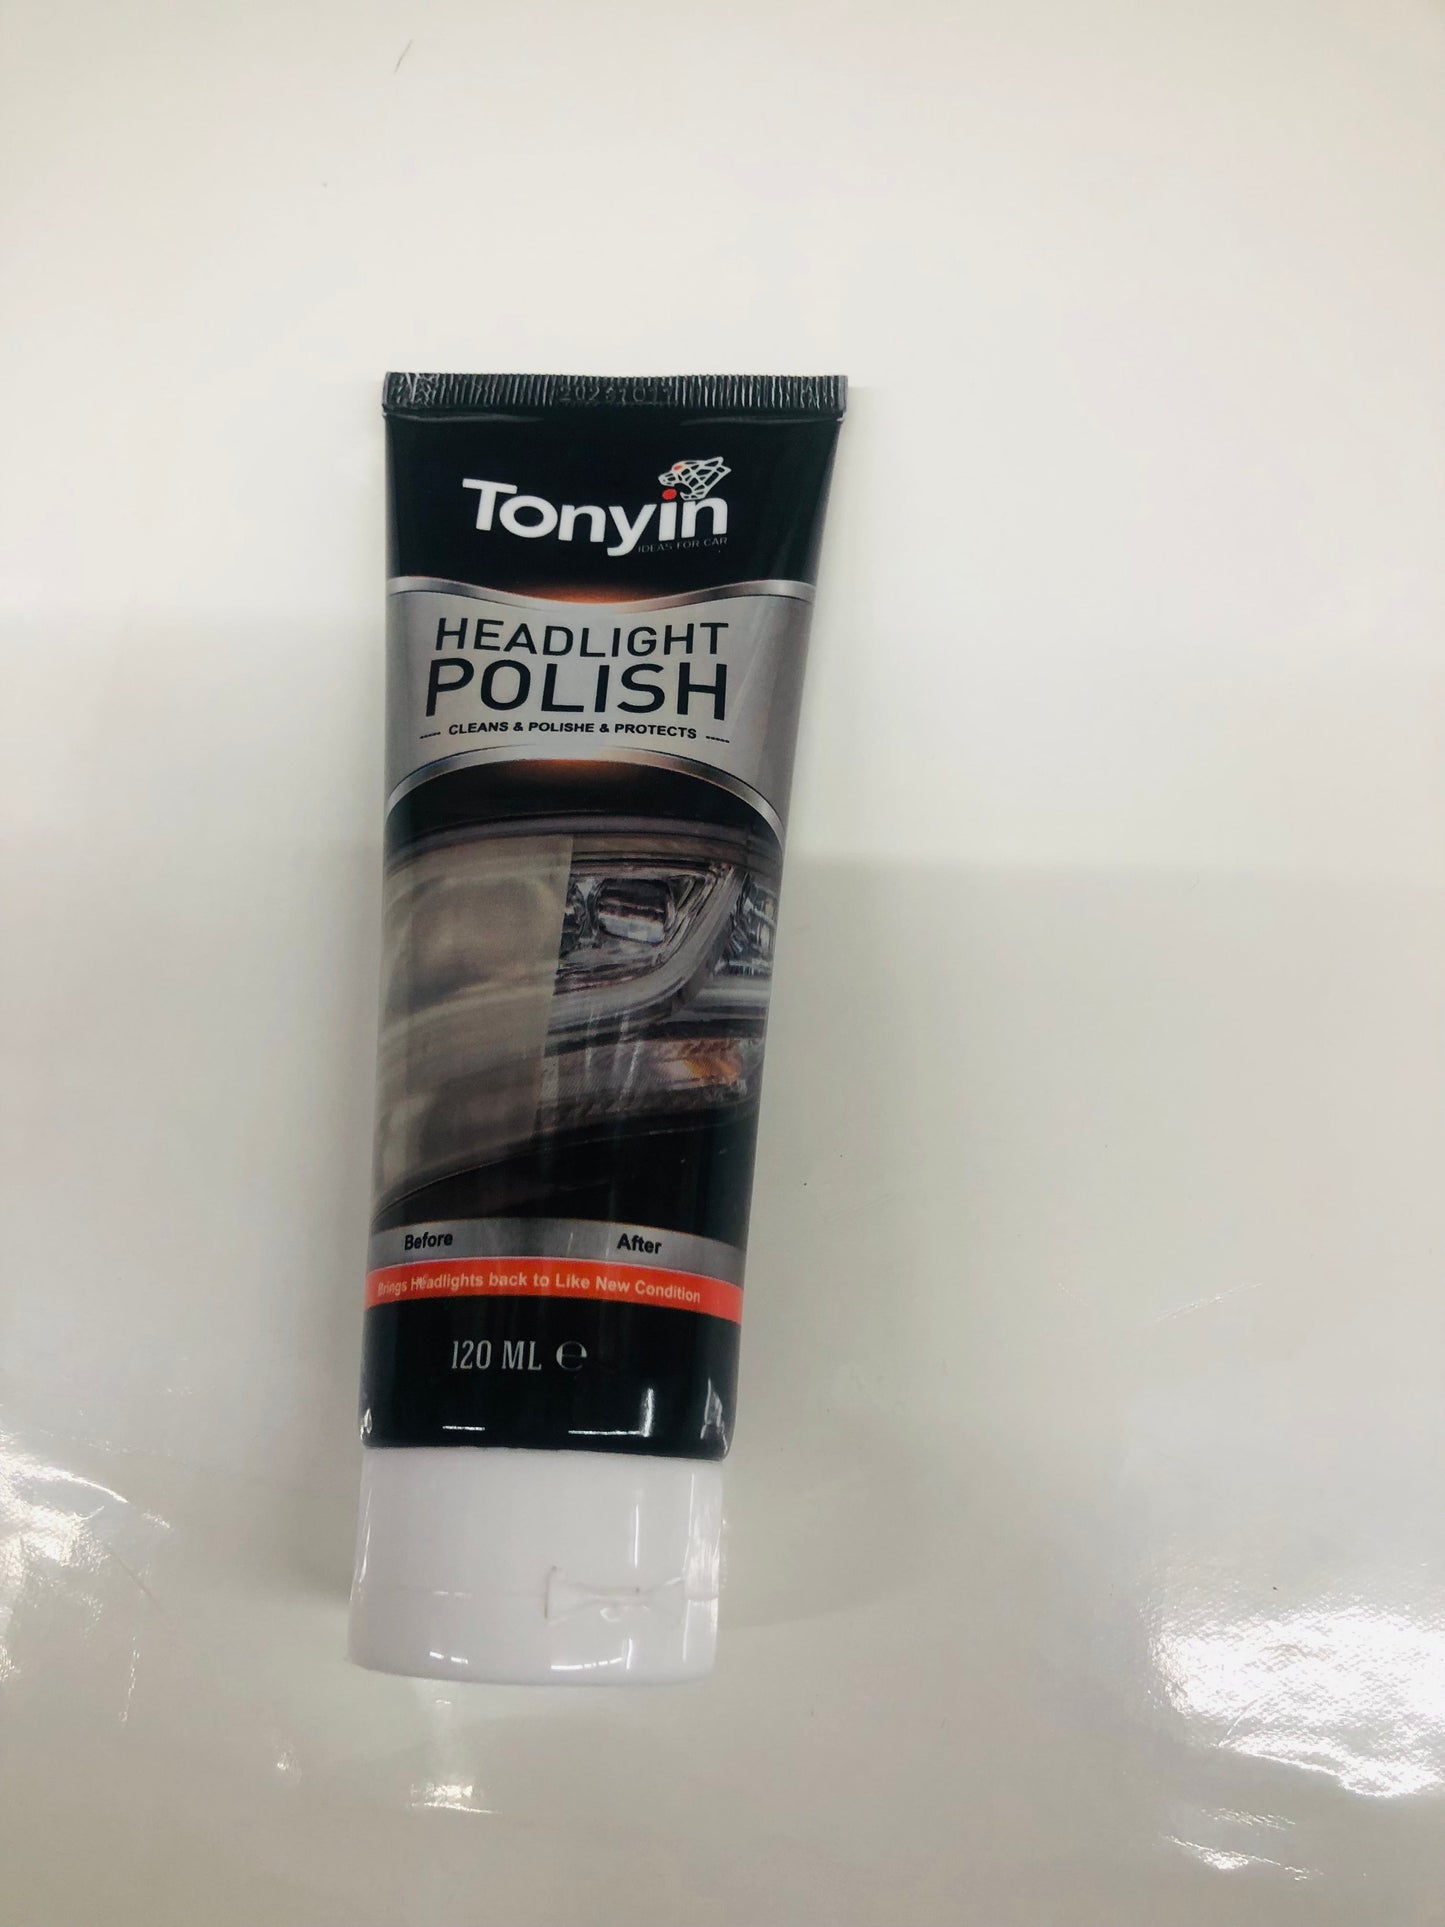 Tonyin
IDEAS FOR CAR
HEADLIGHT
POLISH
CLEANS & POLISHE & PROTECTS
Before After
Brings Headlights back to Like New Condition
120 ML ℮